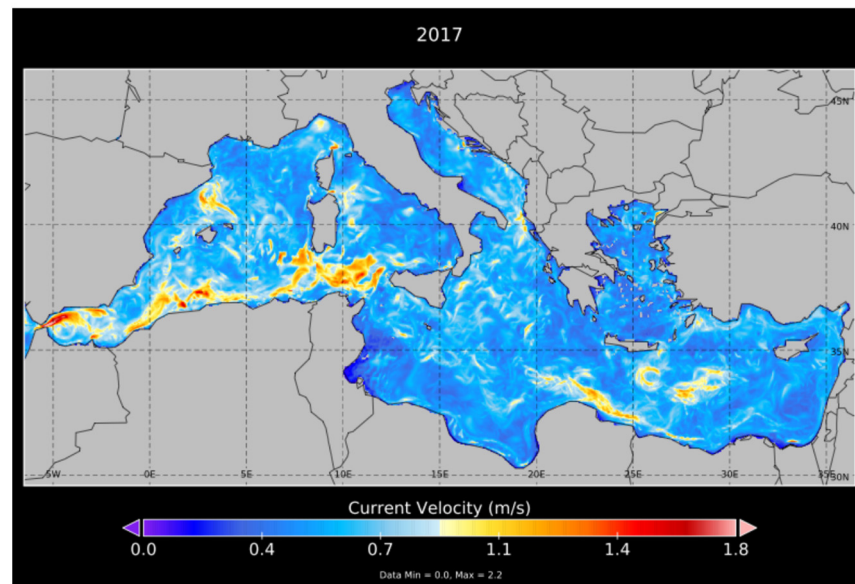 2017
45N
40N
35N
5W 0E 5E 10E 15E 20E 25E 30E 35E 30N
Current Velocity (m/s)
0.0 0.4 0.7 1.1 1.4 1.8
Data Min = 0.0, Max = 2.2